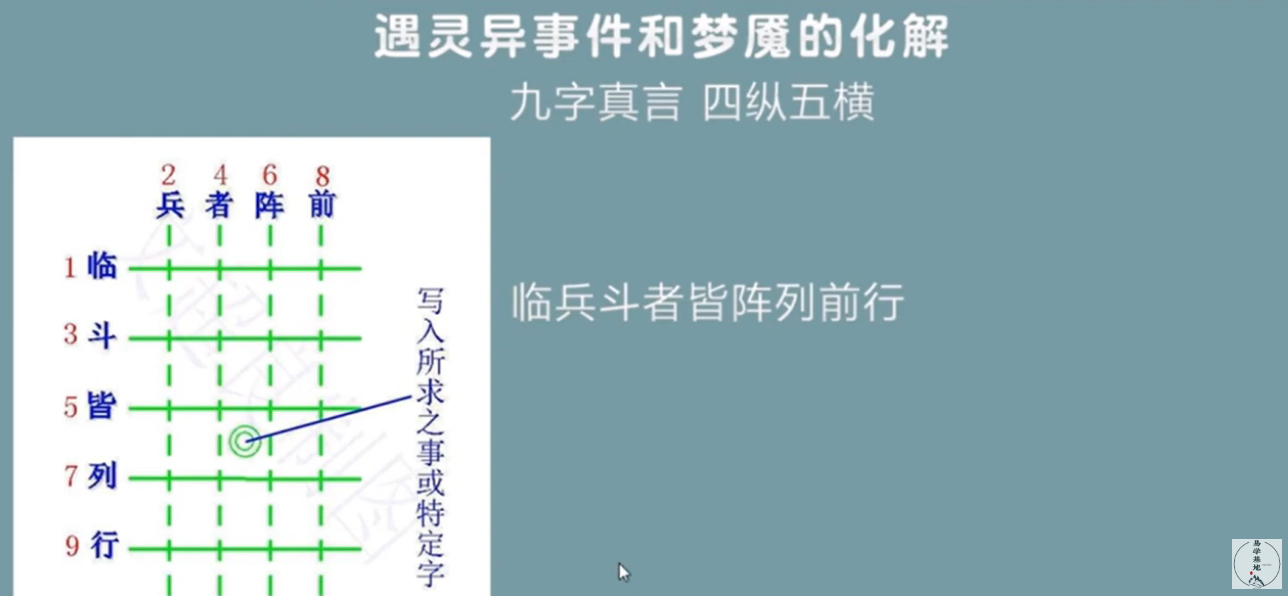 遇灵异事件和梦魇的化解
九字真言 四纵五横
2 4 6 8
兵 者 阵 前
1 临
3 斗
5 皆
7 列
9 行
写入所求之事或特定字
临兵斗者皆阵列前行
易学基地